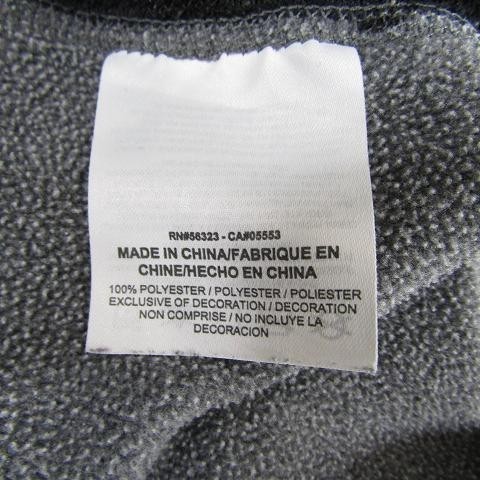 RN#56323 - CA#05553
MADE IN CHINA/FABRIQUE EN
CHINE/HECHO EN CHINA
100% POLYESTER / POLYESTER / POLIESTER
EXCLUSIVE OF DECORATION / DECORATION
NON COMPRISE / NO INCLUYE LA
DECORACION